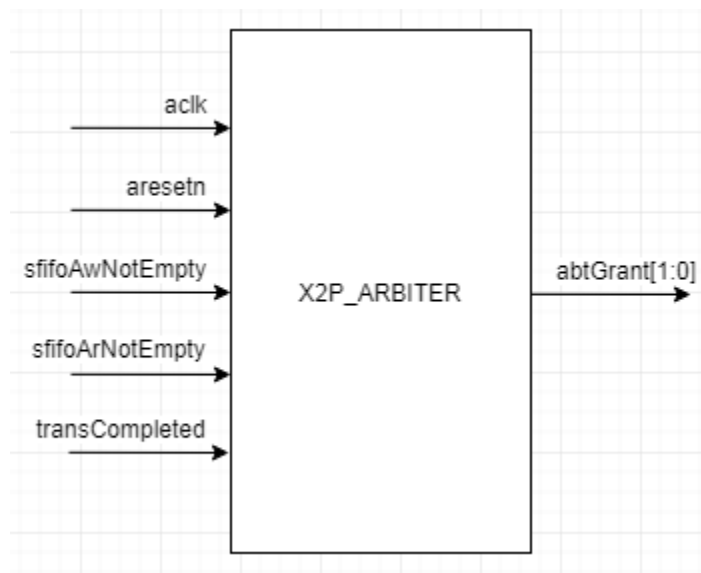 aclk
aresetn
sfifoAwNotEmpty
sfifoArNotEmpty
transCompleted
X2P_ARBITER
abtGrant[1:0]